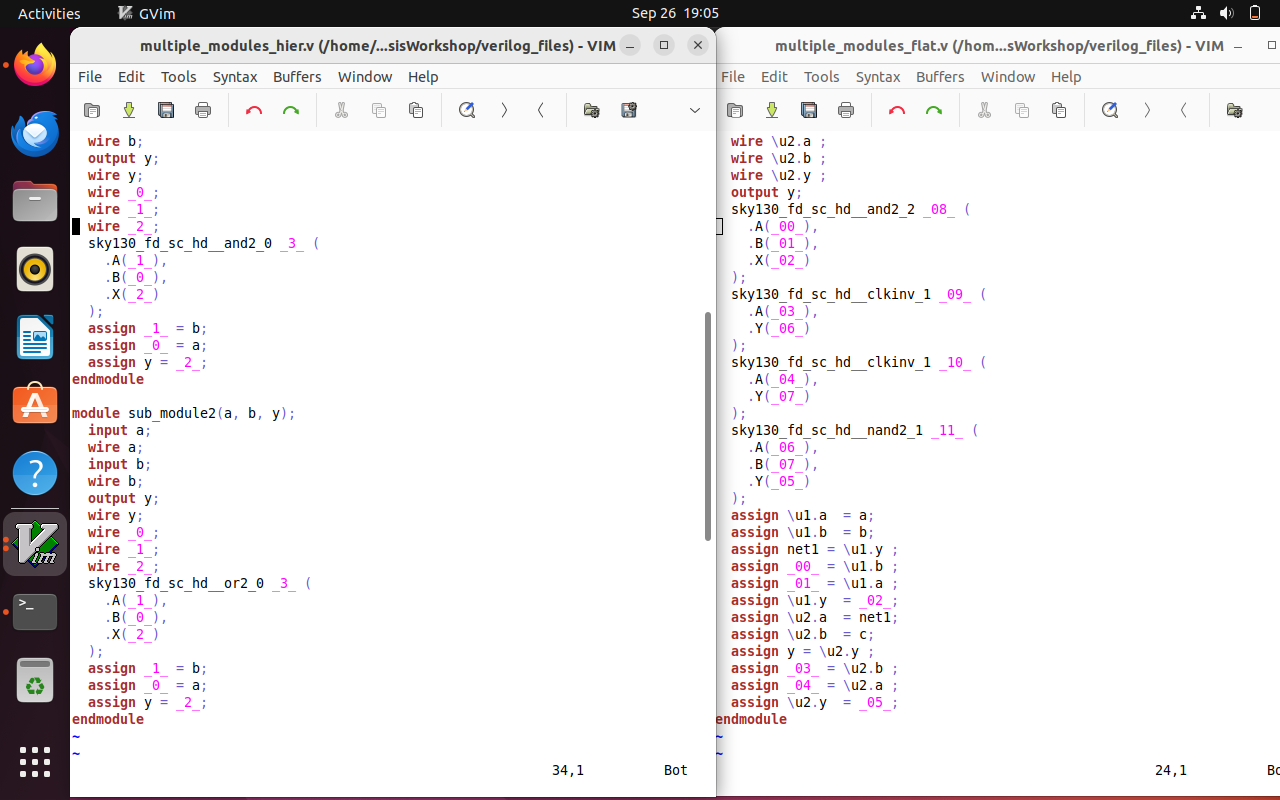 Activities
GVim
Sep 26 19:05
multiple_modules_hier.v (/home/...sisWorkshop/verilog_files) - VIM
File Edit Tools Syntax Buffers Window Help
wire b;
output y;
wire y;
wire _0_;
wire _1_;
wire _2_;
sky130_fd_sc_hd__and2_0 _3_ (
.A(_1_),
.B(_0_),
.X(_2_)
);
assign _1_ = b;
assign _0_ = a;
assign y = _2_;
endmodule
module sub_module2(a, b, y);
input a;
wire a;
input b;
wire b;
output y;
wire y;
wire _0_;
wire _1_;
wire _2_;
sky130_fd_sc_hd__or2_0 _3_ (
.A(_1_),
.B(_0_),
.X(_2_)
);
assign _1_ = b;
assign _0_ = a;
assign y = _2_;
endmodule
~
~
34,1 Bot
multiple_modules_flat.v (/hom...sWorkshop/verilog_files) - VIM
File Edit Tools Syntax Buffers Window Help
wire \u2.a ;
wire \u2.b ;
wire \u2.y ;
output y;
sky130_fd_sc_hd__and2_2 _08_ (
.A(_00_),
.B(_01_),
.X(_02_)
);
sky130_fd_sc_hd__clkinv_1 _09_ (
.A(_03_),
.Y(_06_)
);
sky130_fd_sc_hd__clkinv_1 _10_ (
.A(_04_),
.Y(_07_)
);
sky130_fd_sc_hd__nand2_1 _11_ (
.A(_06_),
.B(_07_),
.Y(_05_)
);
assign \u1.a  = a;
assign \u1.b  = b;
assign net1 = \u1.y ;
assign _00_ = \u1.b ;
assign _01_ = \u1.a ;
assign \u1.y  = _02_;
assign \u2.a  = net1;
assign \u2.b  = c;
assign y = \u2.y ;
assign _03_ = \u2.b ;
assign _04_ = \u2.a ;
assign \u2.y  = _05_;
endmodule
~
~
24,1 Bo